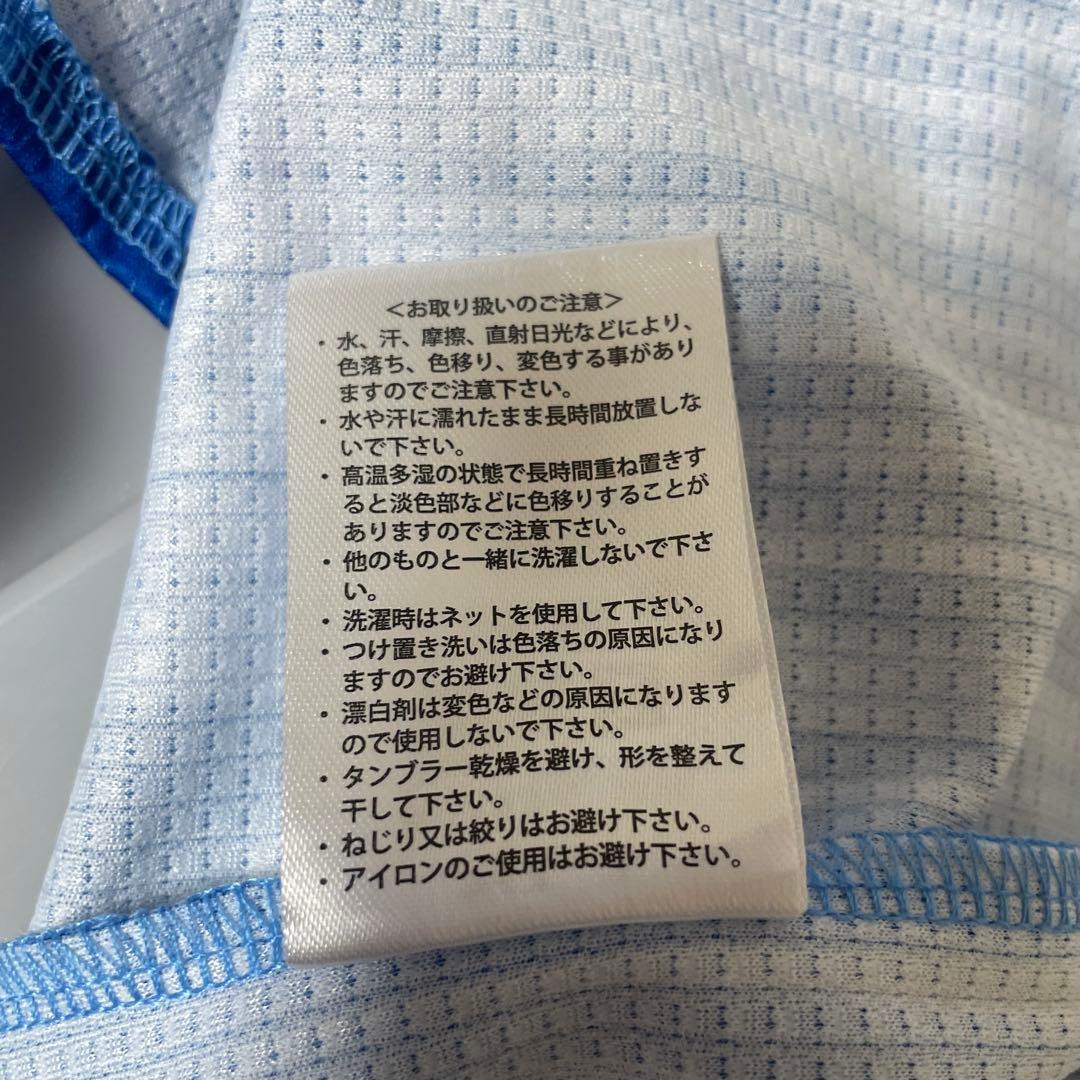 ＜お取り扱いのご注意＞
・水、汗、摩擦、直射日光などにより、
色落ち、色移り、変色する事があり
ますのでご注意下さい。
・水や汗に濡れたまま長時間放置しな
いで下さい。
・高温多湿の状態で長時間重ね置きす
ると淡色部などに色移りすることが
ありますのでご注意下さい。
・他のものと一緒に洗濯しないで下さ
い。
・洗濯時はネットを使用して下さい。
・つけ置き洗いは色落ちの原因になり
ますのでお避け下さい。
・漂白剤は変色などの原因になります
ので使用しないで下さい。
・タンブラー乾燥を避け、形を整えて
干して下さい。
・ねじり又は絞りはお避け下さい。
・アイロンのご使用はお避け下さい。